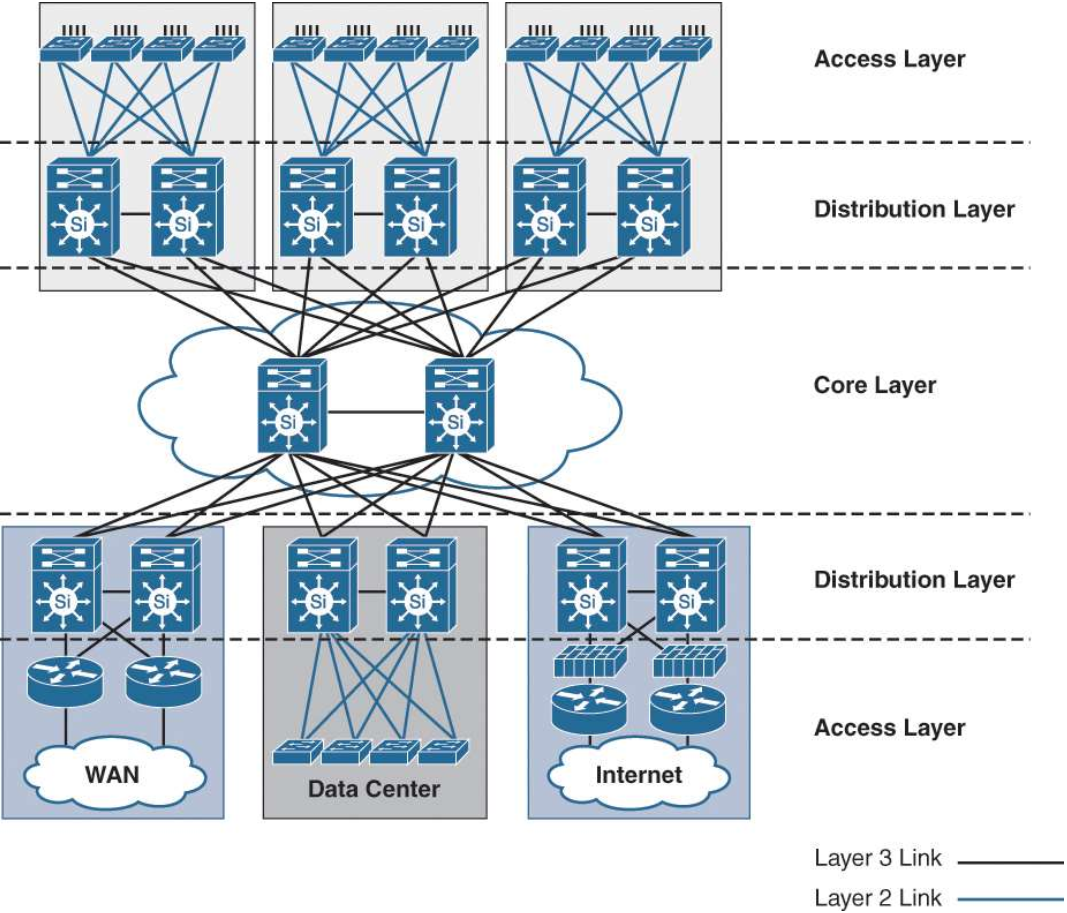 Access Layer
Si
Si
Si
Si
Si
Si
Distribution Layer
Si
Si
Core Layer
Si
Si
Si
Si
Si
Si
Distribution Layer
Access Layer
WAN
Data Center
Internet
Layer 3 Link
Layer 2 Link